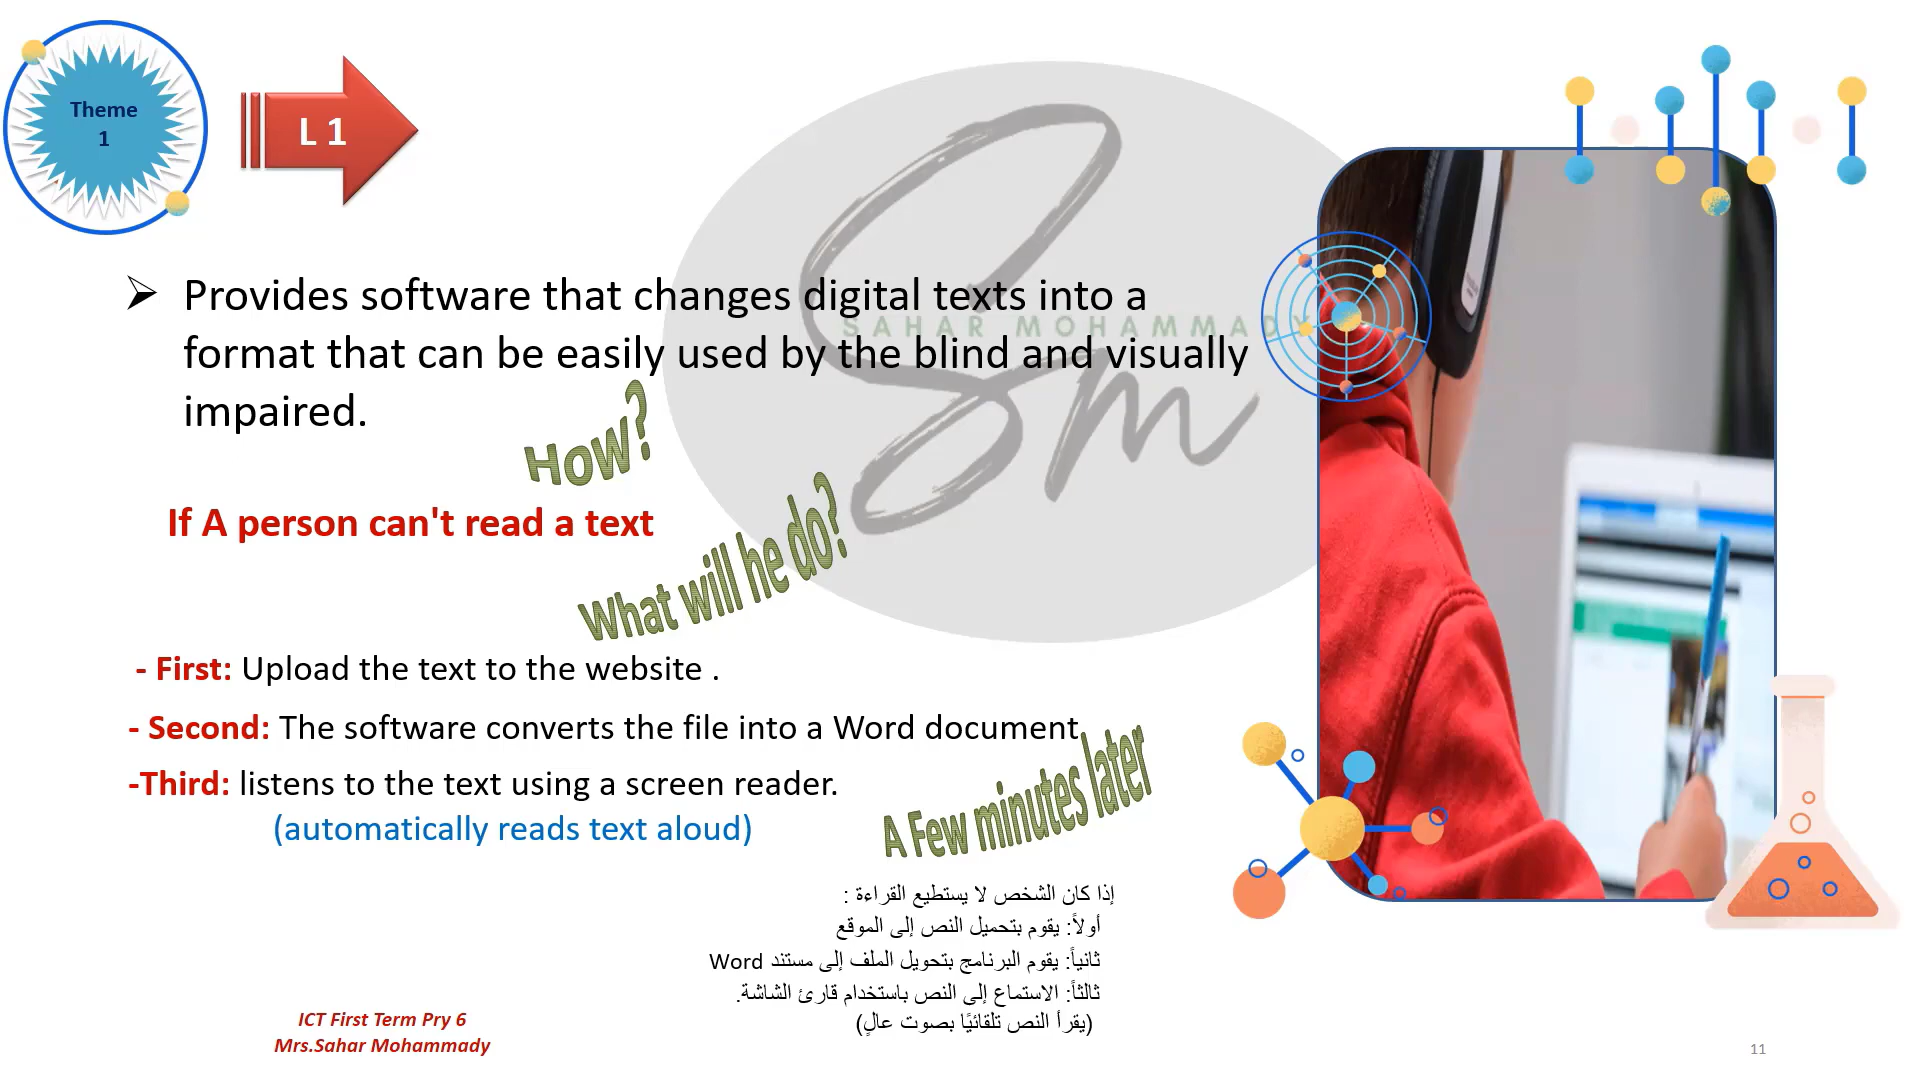 Theme
1
L 1
SAHAR MOHAMMADY
Sm
➢ Provides software that changes digital texts into a
format that can be easily used by the blind and visually
impaired.
How?
If A person can't read a text
What will he do?
- First: Upload the text to the website .
- Second: The software converts the file into a Word document.
A Few minutes later
-Third: listens to the text using a screen reader.
(automatically reads text aloud)
إذا كان الشخص لا يستطيع القراءة :
أولاً: يقوم بتحميل النص إلى الموقع
ثانياً: يقوم البرنامج بتحويل الملف إلى مستند Word
ثالثاً: الاستماع إلى النص باستخدام قارئ الشاشة.
(يقرأ النص تلقائيًا بصوت عالٍ)
ICT First Term Pry 6
Mrs.Sahar Mohammady
11